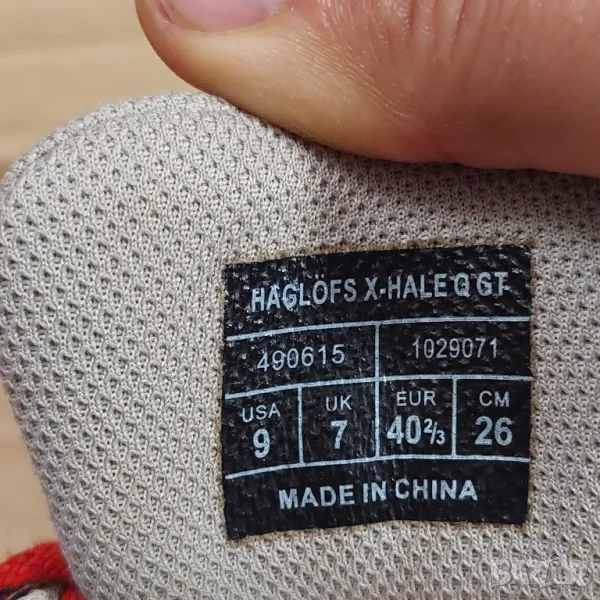 HAGLÖFS X-HALE Q GT
490615 1029071
USA UK EUR CM
9 7 40⅔ 26
MADE IN CHINA